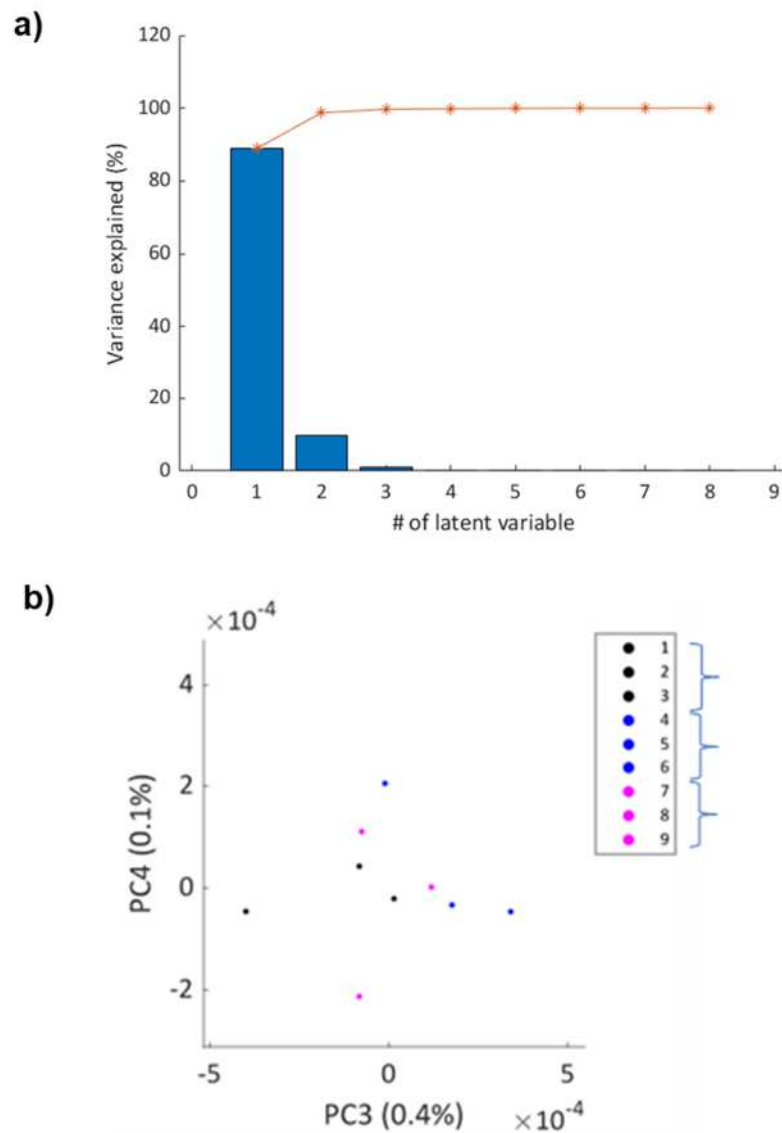 a)
120
100
80
60
40
20
0
Variance explained (%)
0 1 2 3 4 5 6 7 8 9
# of latent variable
b)
×10⁻⁴
4
2
0
-2
PC4 (0.1%)
-5 0 5
PC3 (0.4%) ×10⁻⁴
1
2
3
4
5
6
7
8
9